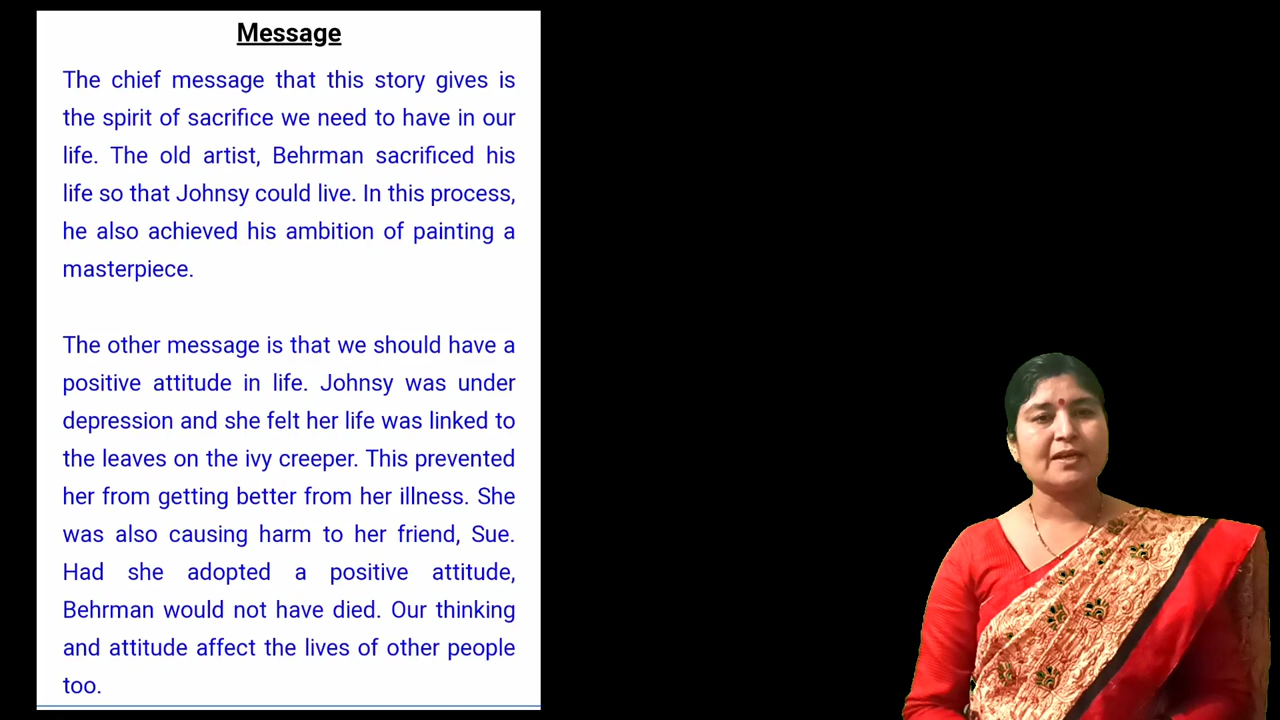 Message
The chief message that this story gives is
the spirit of sacrifice we need to have in our
life. The old artist, Behrman sacrificed his
life so that Johnsy could live. In this process,
he also achieved his ambition of painting a
masterpiece.
The other message is that we should have a
positive attitude in life. Johnsy was under
depression and she felt her life was linked to
the leaves on the ivy creeper. This prevented
her from getting better from her illness. She
was also causing harm to her friend, Sue.
Had she adopted a positive attitude,
Behrman would not have died. Our thinking
and attitude affect the lives of other people
too.